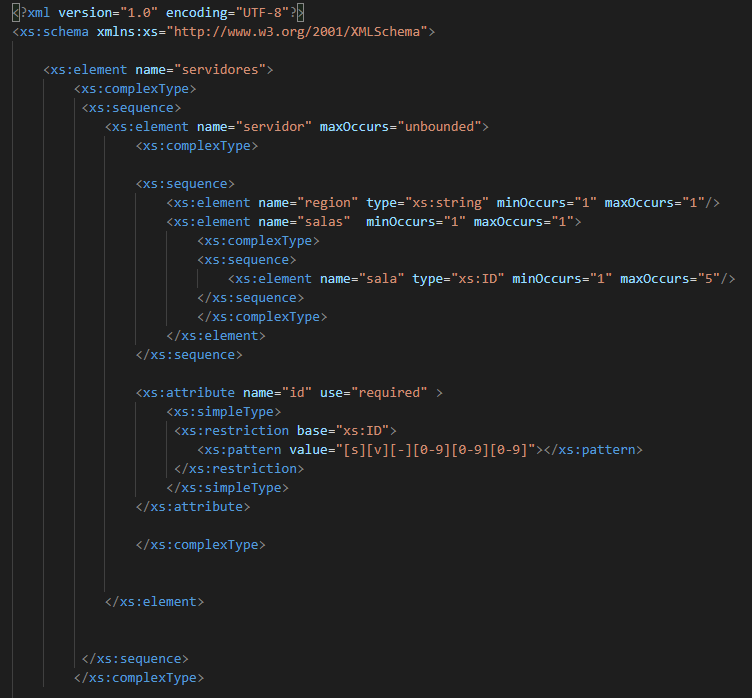 <?xml version="1.0" encoding="UTF-8"?>
<xs:schema xmlns:xs="http://www.w3.org/2001/XMLSchema">
<xs:element name="servidores">
<xs:complexType>
<xs:sequence>
<xs:element name="servidor" maxOccurs="unbounded">
<xs:complexType>
<xs:sequence>
<xs:element name="region" type="xs:string" minOccurs="1" maxOccurs="1"/>
<xs:element name="salas"  minOccurs="1" maxOccurs="1">
<xs:complexType>
<xs:sequence>
<xs:element name="sala" type="xs:ID" minOccurs="1" maxOccurs="5"/>
</xs:sequence>
</xs:complexType>
</xs:element>
</xs:sequence>
<xs:attribute name="id" use="required" >
<xs:simpleType>
<xs:restriction base="xs:ID">
<xs:pattern value="[s][v][-][0-9][0-9][0-9]"></xs:pattern>
</xs:restriction>
</xs:simpleType>
</xs:attribute>
</xs:complexType>
</xs:element>
</xs:sequence>
</xs:complexType>